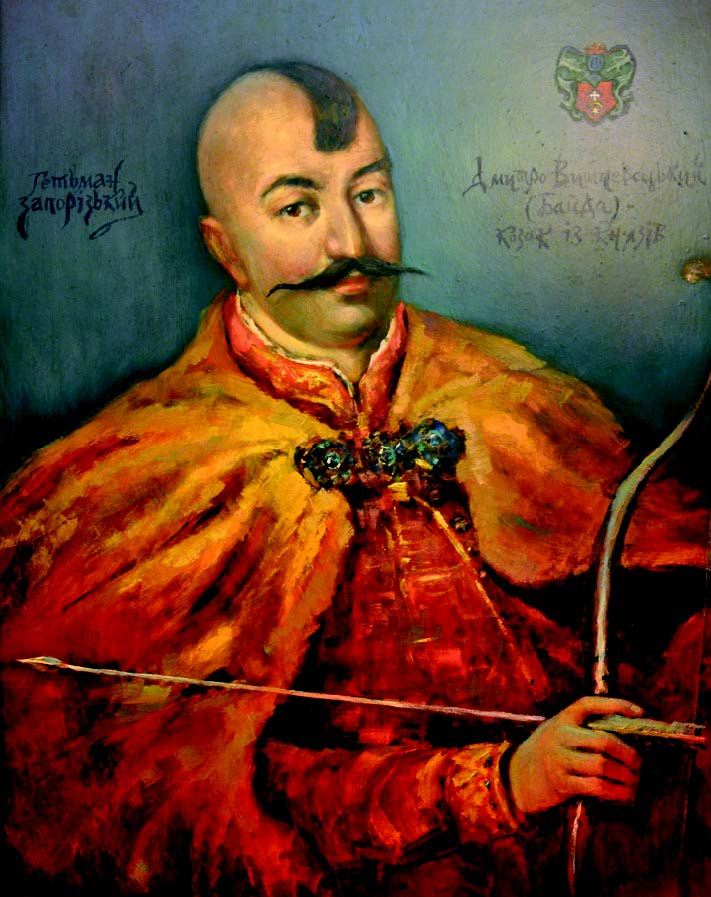 Гетьман
запорізький
Дмитро Вишневецький
(Байда) -
козак із князів